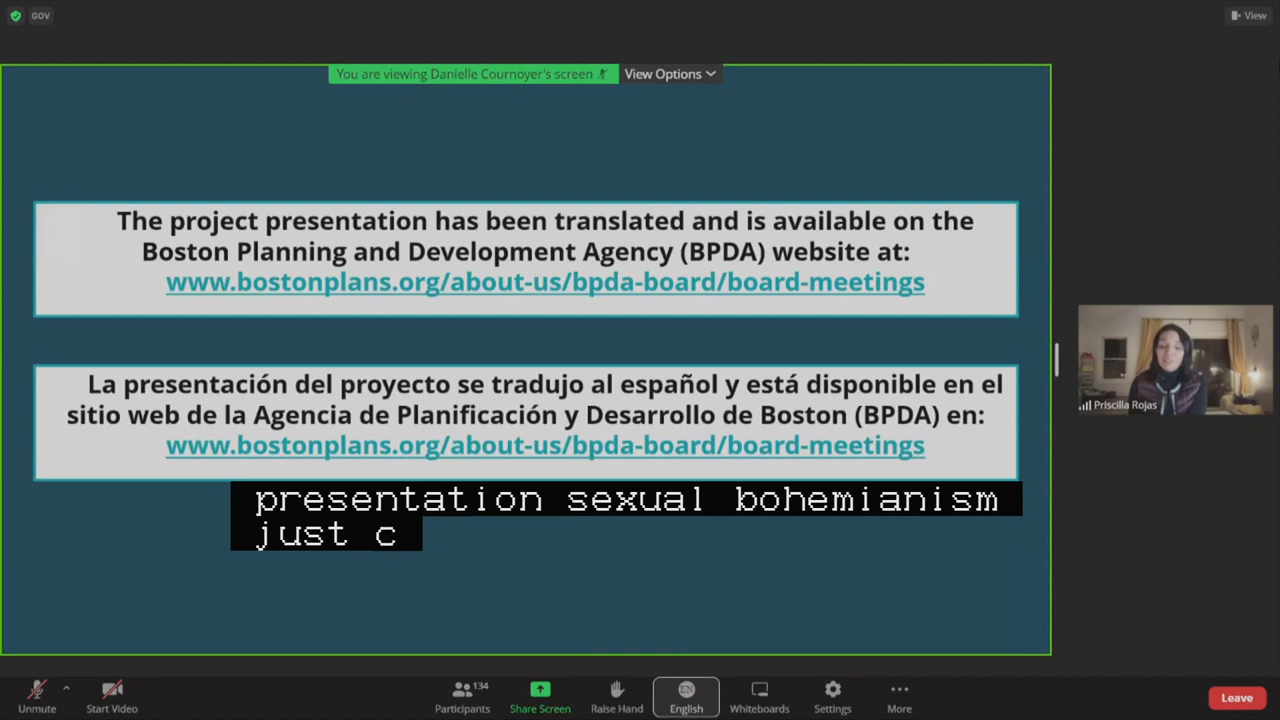 GOV
View
You are viewing Danielle Cournoyer's screen
View Options
The project presentation has been translated and is available on the
Boston Planning and Development Agency (BPDA) website at:
www.bostonplans.org/about-us/bpda-board/board-meetings
La presentación del proyecto se tradujo al español y está disponible en el
sitio web de la Agencia de Planificación y Desarrollo de Boston (BPDA) en:
www.bostonplans.org/about-us/bpda-board/board-meetings
presentation sexual bohemianism
just c
Priscilla Rojas
134
EN
Unmute
Start Video
Participants
Share Screen
Raise Hand
English
Whiteboards
Settings
More
Leave